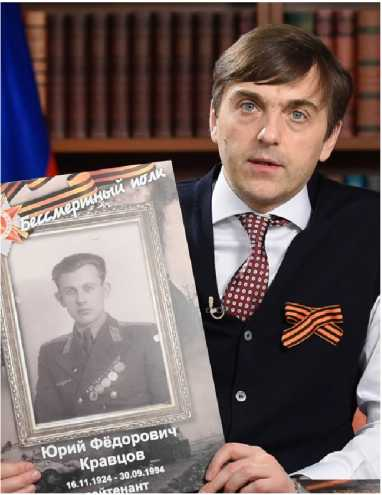 Бессмертный полк
Юрий Фёдорович
Кравцов
16.11.1924 - 30.09.1994
лейтенант